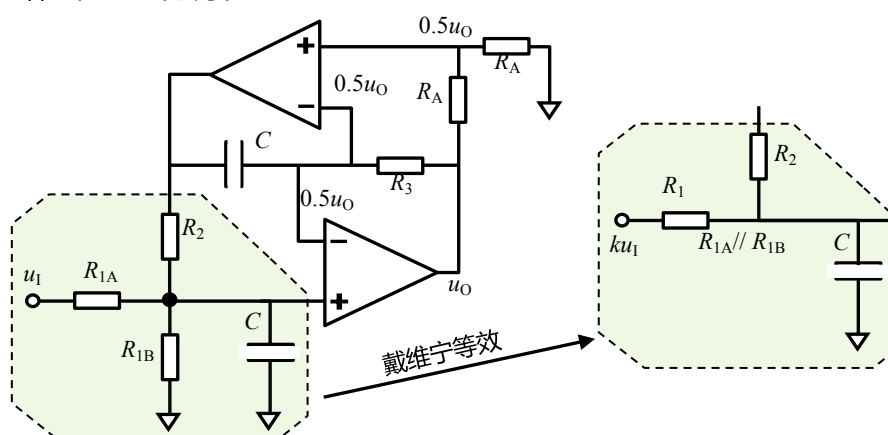 0.5uO
RA
0.5uO
RA
C
R3
0.5uO
R2
R2
R1
uI
R1A
uO
kuI
R1A// R1B
C
C
R1B
戴维宁等效